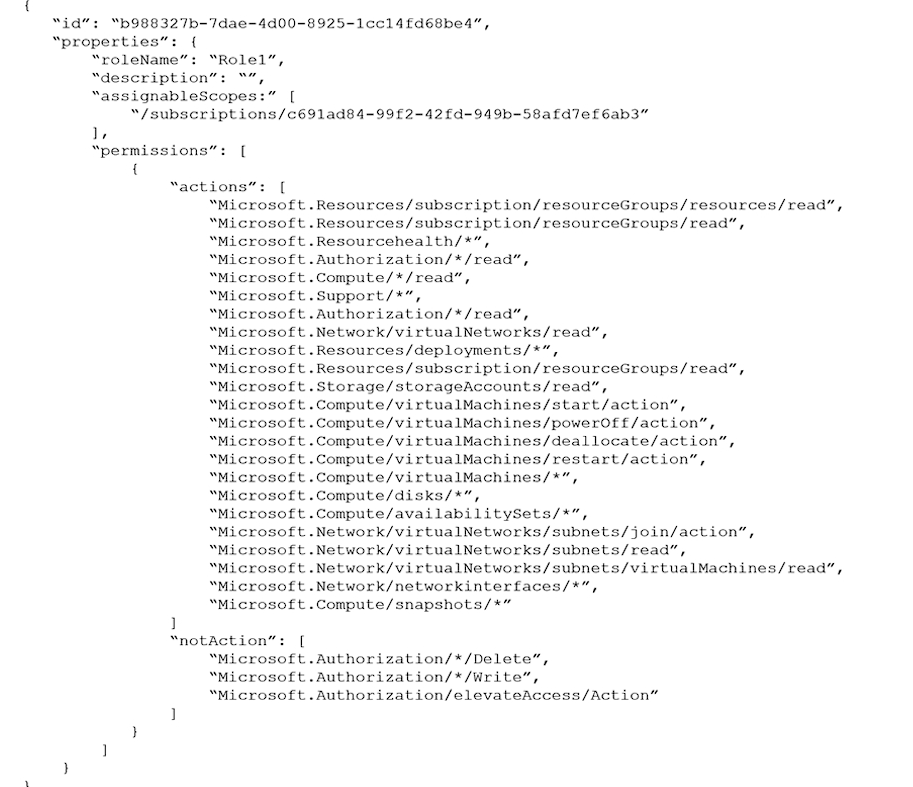 {
“id”: “b988327b-7dae-4d00-8925-1cc14fd68be4”,
“properties”: {
“roleName”: “Role1”,
“description”: “”,
“assignableScopes:” [
“/subscriptions/c691ad84-99f2-42fd-949b-58afd7ef6ab3”
],
“permissions”: [
{
“actions”: [
“Microsoft.Resources/subscription/resourceGroups/resources/read”,
“Microsoft.Resources/subscription/resourceGroups/read”,
“Microsoft.Resourcehealth/*”,
“Microsoft.Authorization/*/read”,
“Microsoft.Compute/*/read”,
“Microsoft.Support/*”,
“Microsoft.Authorization/*/read”,
“Microsoft.Network/virtualNetworks/read”,
“Microsoft.Resources/deployments/*”,
“Microsoft.Resources/subscription/resourceGroups/read”,
“Microsoft.Storage/storageAccounts/read”,
“Microsoft.Compute/virtualMachines/start/action”,
“Microsoft.Compute/virtualMachines/powerOff/action”,
“Microsoft.Compute/virtualMachines/deallocate/action”,
“Microsoft.Compute/virtualMachines/restart/action”,
“Microsoft.Compute/virtualMachines/*”,
“Microsoft.Compute/disks/*”,
“Microsoft.Compute/availabilitySets/*”,
“Microsoft.Network/virtualNetworks/subnets/join/action”,
“Microsoft.Network/virtualNetworks/subnets/read”,
“Microsoft.Network/virtualNetworks/subnets/virtualMachines/read”,
“Microsoft.Network/networkinterfaces/*”,
“Microsoft.Compute/snapshots/*”
]
“notAction”: [
“Microsoft.Authorization/*/Delete”,
“Microsoft.Authorization/*/Write”,
“Microsoft.Authorization/elevateAccess/Action”
]
}
]
}
}